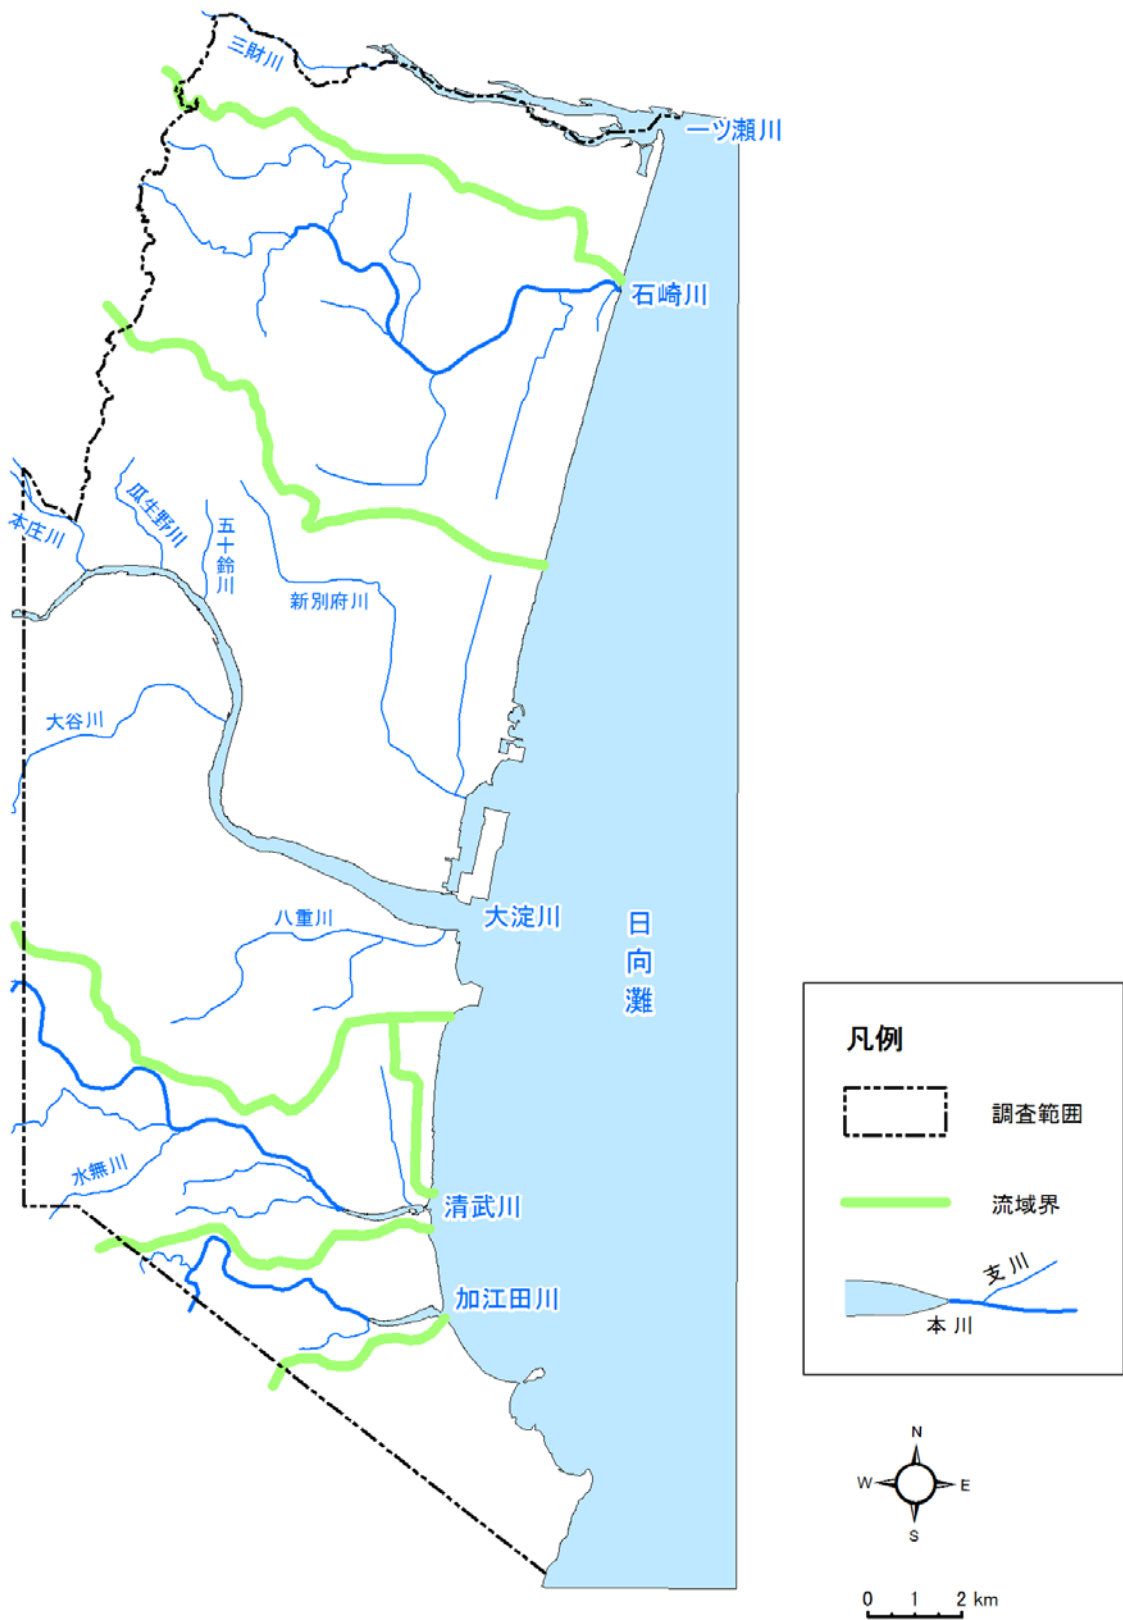 三財川
一ツ瀬川
石崎川
本庄川
瓜生野川
五十鈴川
新別府川
大谷川
大淀川
八重川
日向灘
水無川
清武川
加江田川
凡例
調査範囲
流域界
支川
本川
N
W
E
S
0 1 2 km